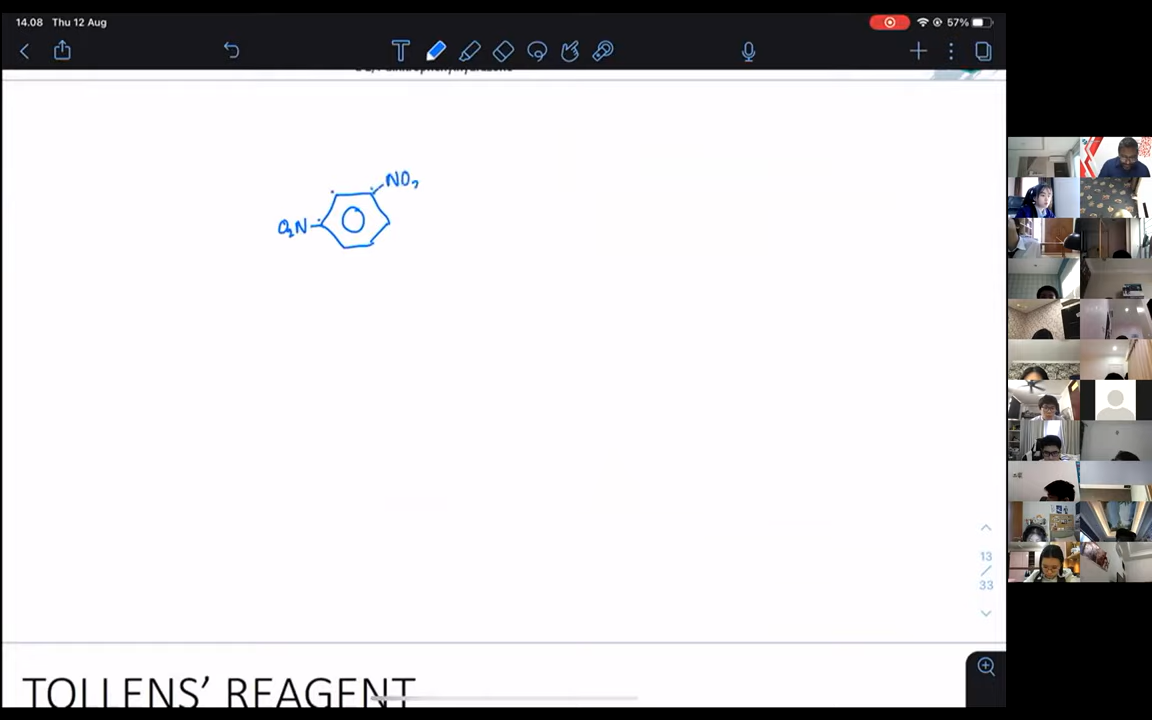 14.08 Thu 12 Aug
57%
NO2
O2N
13
/
33
TOLLENS' REAGENT